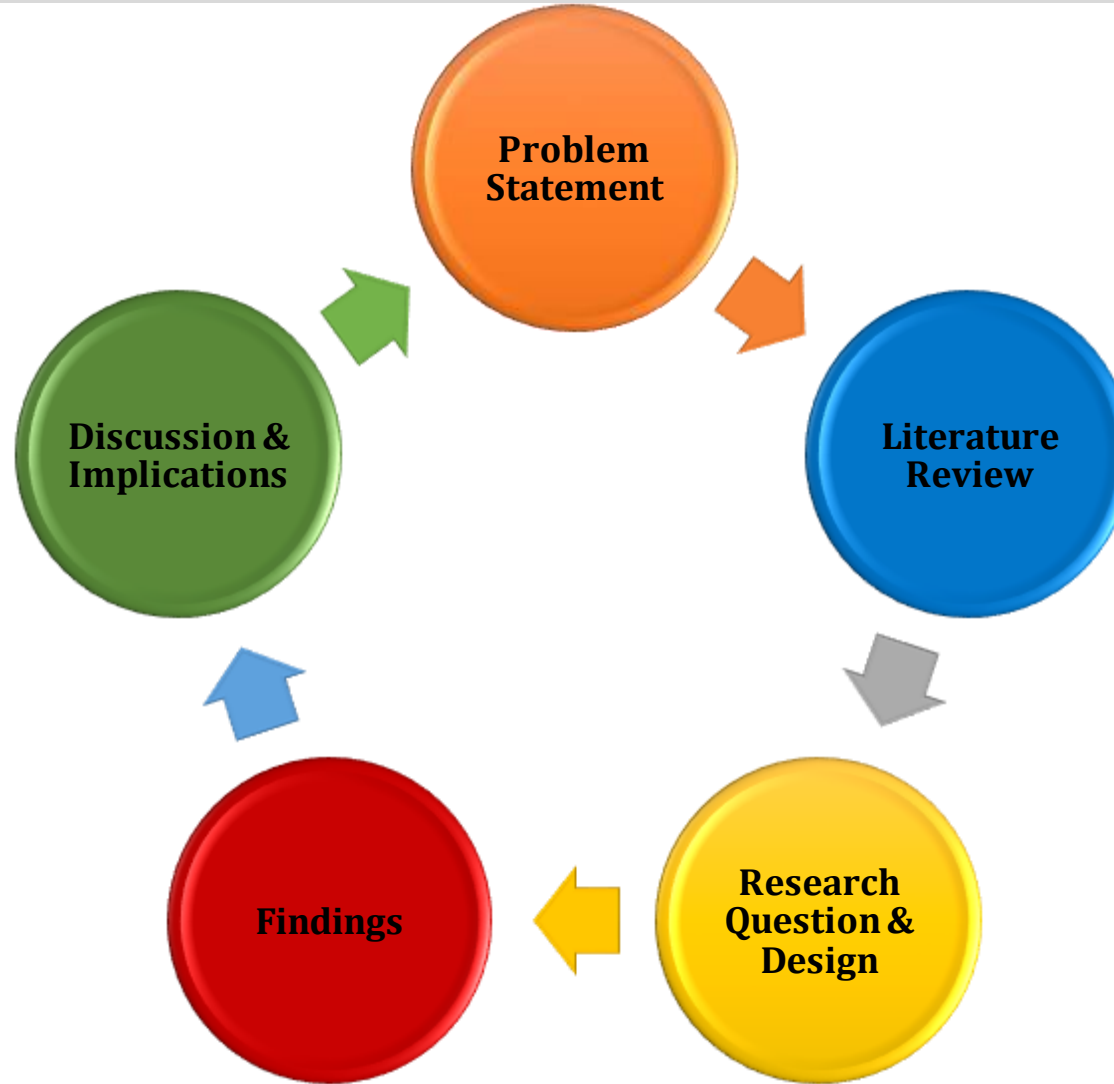 Problem
Statement
Literature
Review
Research
Question &
Design
Findings
Discussion &
Implications